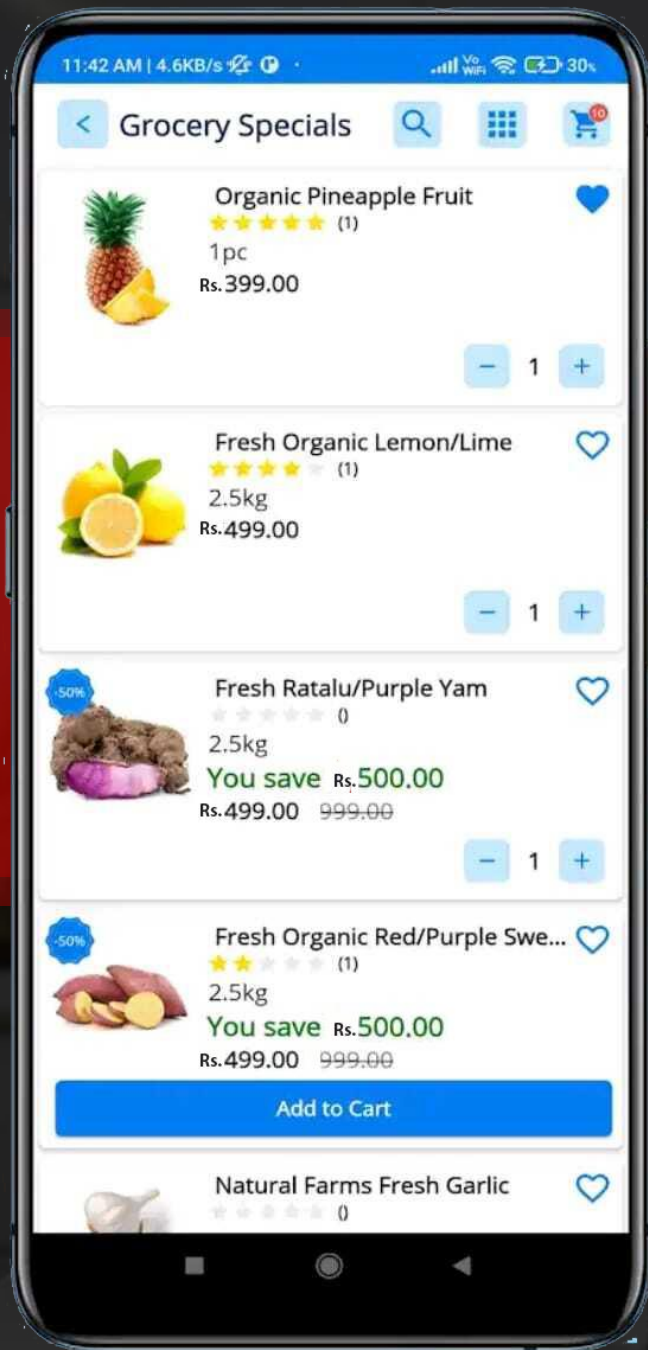 11:42 AM | 4.6KB/s
Vo WiFi 30%
Grocery Specials
10
Organic Pineapple Fruit
(1)
1pc
Rs.399.00
1
Fresh Organic Lemon/Lime
(1)
2.5kg
Rs.499.00
1
-50%
Fresh Ratalu/Purple Yam
()
2.5kg
You save Rs.500.00
Rs.499.00 999.00
1
-50%
Fresh Organic Red/Purple Swe...
(1)
2.5kg
You save Rs.500.00
Rs.499.00 999.00
Add to Cart
Natural Farms Fresh Garlic
()